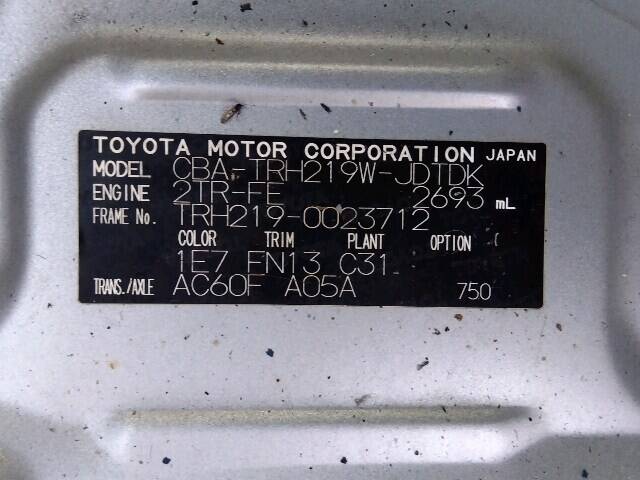 TOYOTA MOTOR CORPORATION JAPAN
MODEL CBA-TRH219W-JDTDK
ENGINE 2TR-FE 2693 mL
FRAME No. TRH219-0023712
COLOR TRIM PLANT OPTION
1E7 FN13 C31
TRANS./AXLE AC60F A05A 750